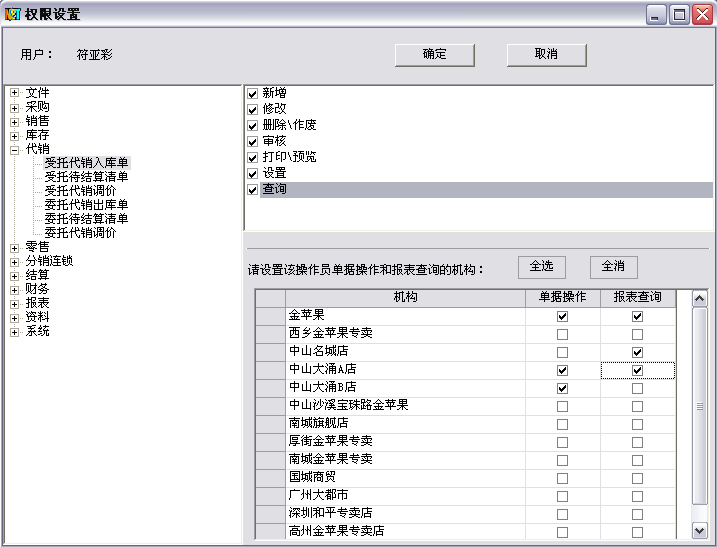 权限设置
用户： 符亚彩 确定 取消
文件
采购
销售
库存
代销
受托代销入库单
受托待结算清单
受托代销调价
委托代销出库单
委托待结算清单
委托代销调价
零售
分销连锁
结算
财务
报表
资料
系统
新增
修改
删除\作废
审核
打印\预览
设置
查询
请设置该操作员单据操作和报表查询的机构： 全选 全消
机构 单据操作 报表查询
金苹果
西乡金苹果专卖
中山名城店
中山大涌A店
中山大涌B店
中山沙溪宝珠路金苹果
南城旗舰店
厚街金苹果专卖
南城金苹果专卖
国城商贸
广州大都市
深圳和平专卖店
高州金苹果专卖店